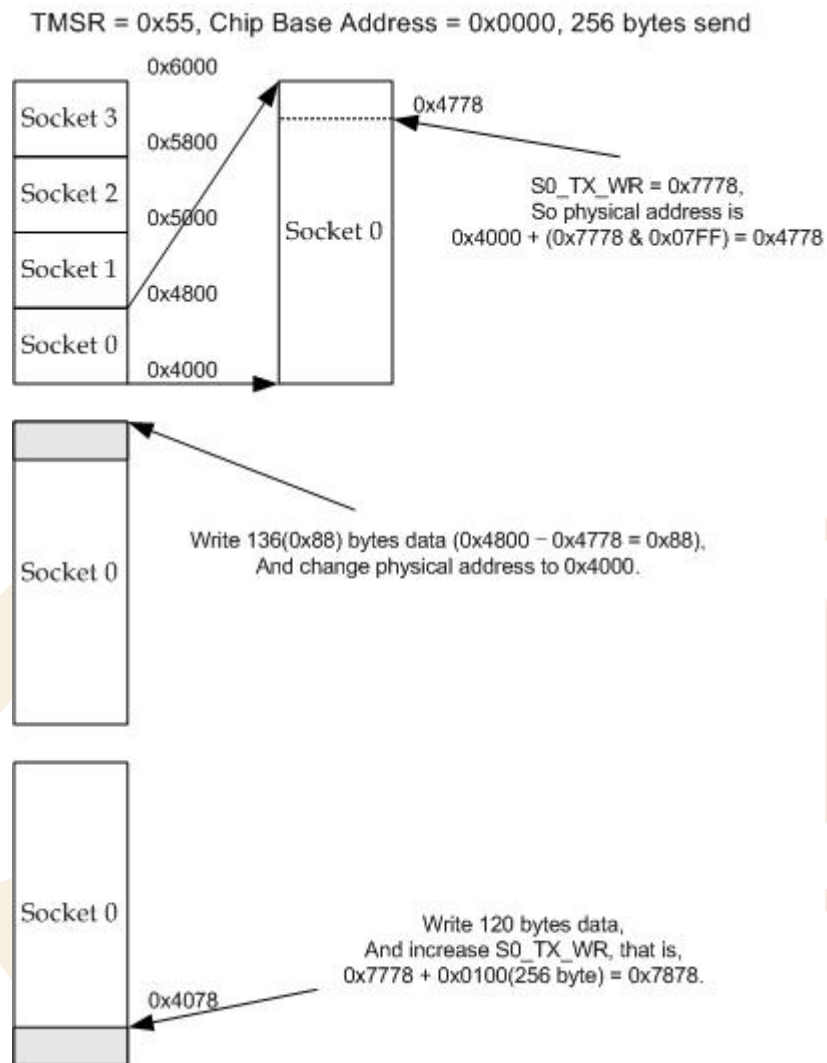 TMSR = 0x55, Chip Base Address = 0x0000, 256 bytes send
0x6000
Socket 3
0x5800
Socket 2
0x5000
Socket 1
0x4800
Socket 0
0x4000
Socket 0
0x4778
S0_TX_WR = 0x7778,
So physical address is
0x4000 + (0x7778 & 0x07FF) = 0x4778
Socket 0
Write 136(0x88) bytes data (0x4800 − 0x4778 = 0x88),
And change physical address to 0x4000.
Socket 0
0x4078
Write 120 bytes data,
And increase S0_TX_WR, that is,
0x7778 + 0x0100(256 byte) = 0x7878.